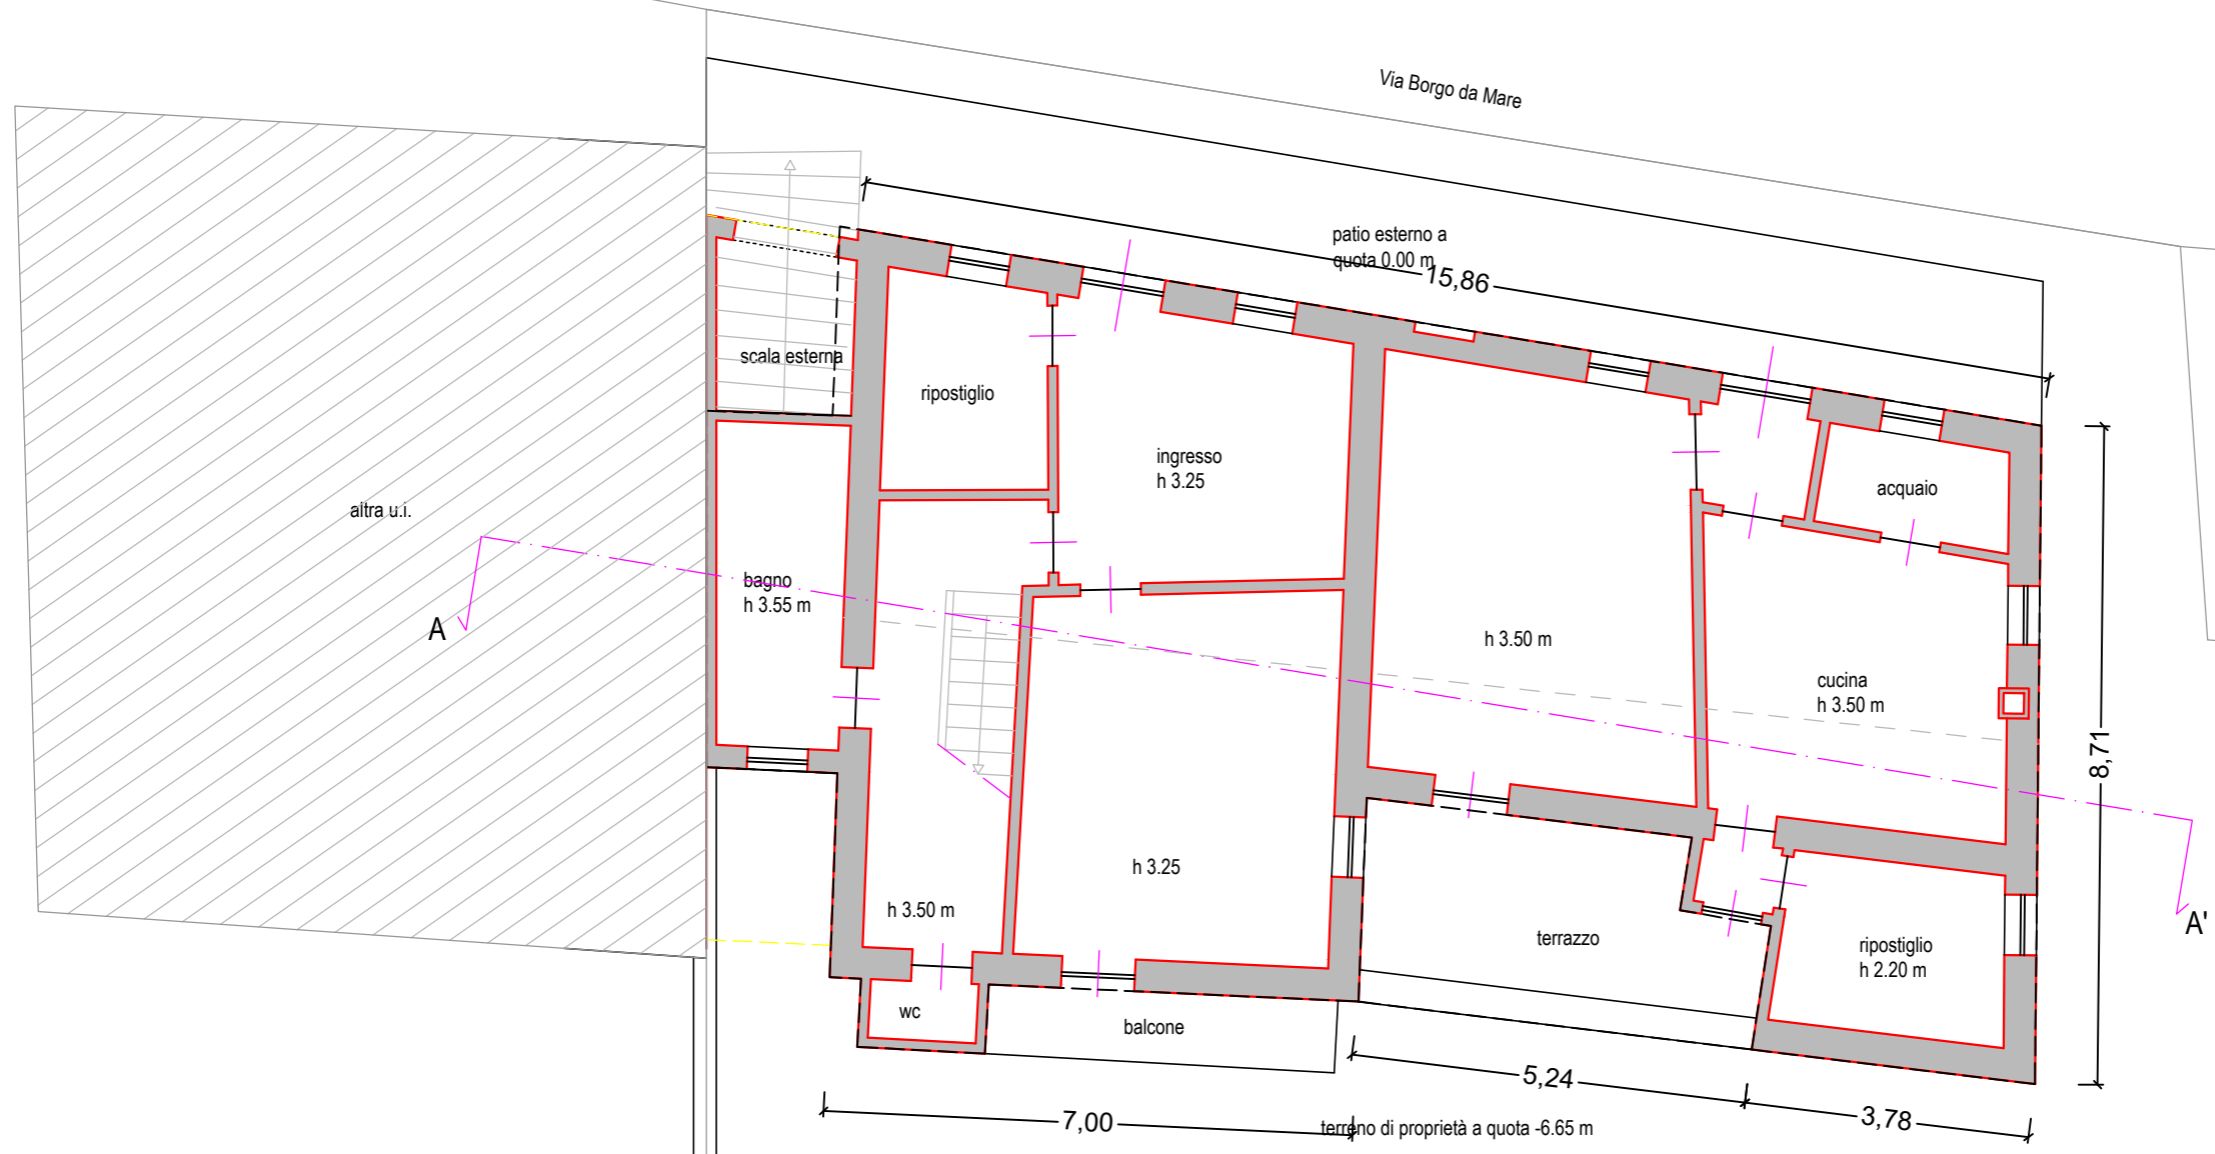 Via Borgo da Mare
patio esterno a
quota 0.00 m
15,86
scala esterna
ripostiglio
ingresso
h 3.25
acquaio
altra u.i.
bagno
h 3.55 m
A
h 3.50 m
cucina
h 3.50 m
8,71
h 3.25
h 3.50 m
terrazzo
ripostiglio
h 2.20 m
A'
wc
balcone
5,24
7,00
3,78
terreno di proprietà a quota -6.65 m